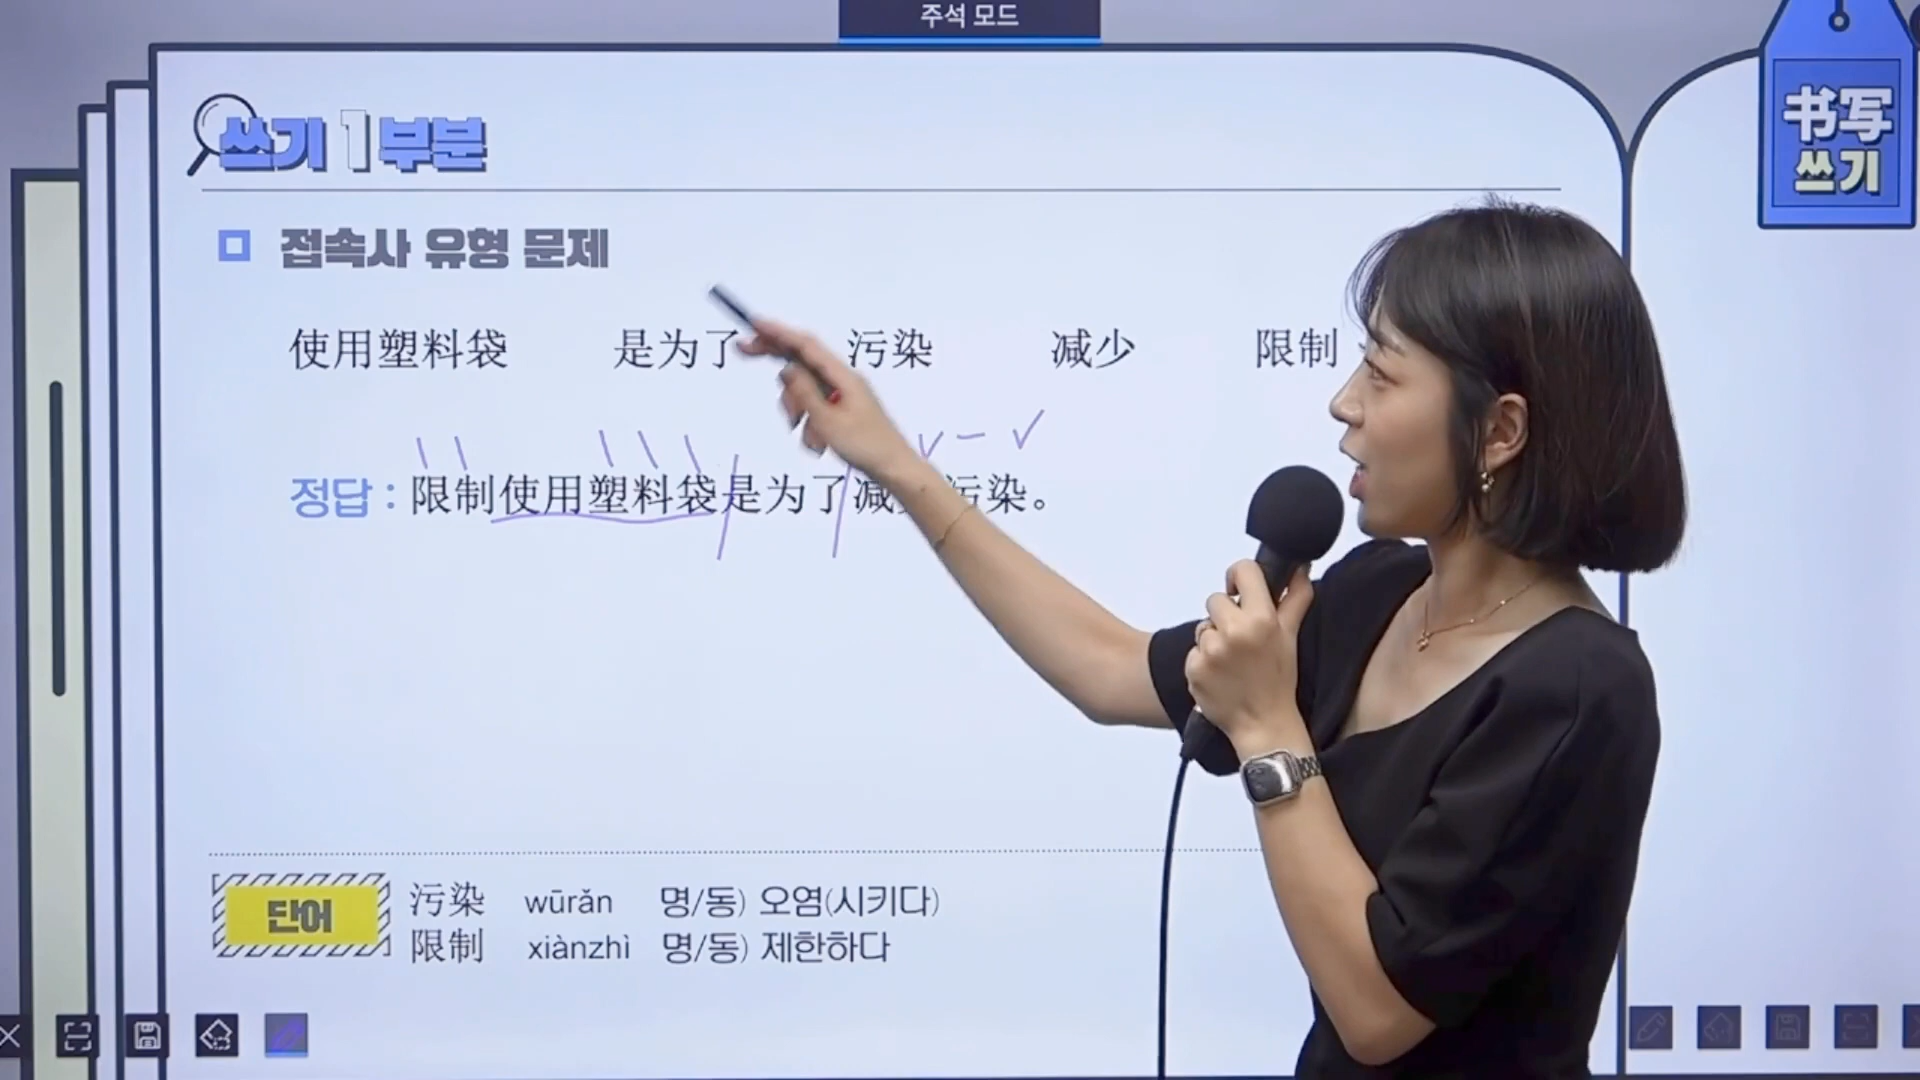 주석 모드
书写
쓰기
쓰기 1 부분
접속사 유형 문제
使用塑料袋 是为了 污染 减少 限制
정답 : 限制使用塑料袋是为了减 污染。
단어
污染 wūrǎn 명/동) 오염(시키다)
限制 xiànzhì 명/동) 제한하다